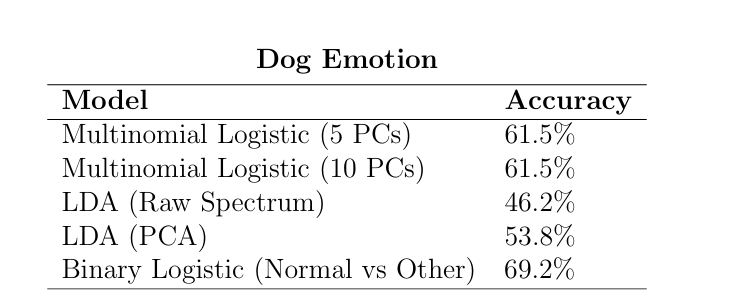 Dog Emotion
Model Accuracy
Multinomial Logistic (5 PCs) 61.5%
Multinomial Logistic (10 PCs) 61.5%
LDA (Raw Spectrum) 46.2%
LDA (PCA) 53.8%
Binary Logistic (Normal vs Other) 69.2%